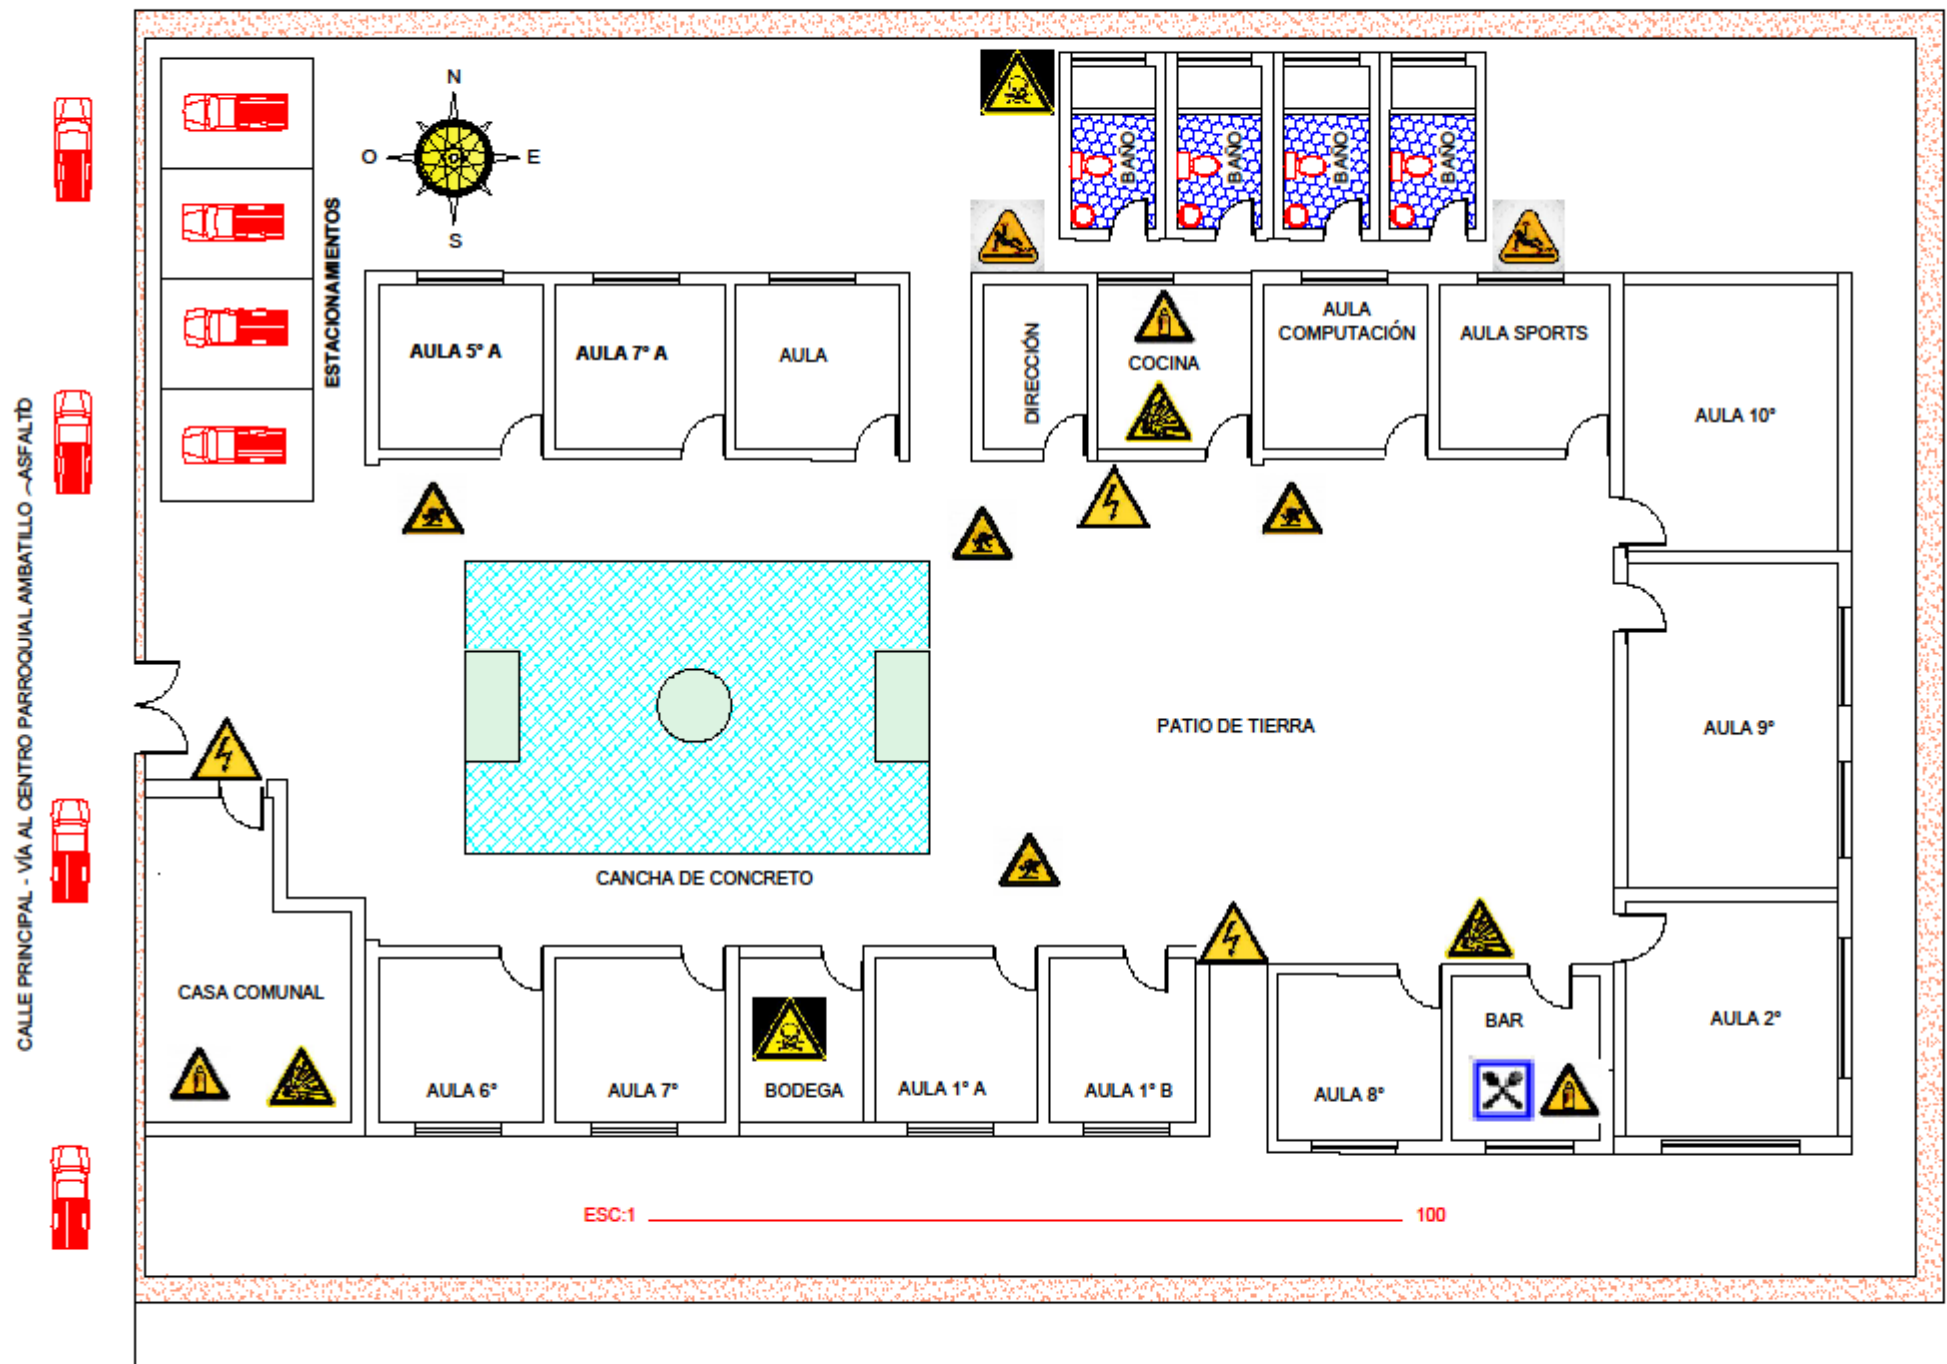 N
O
E
S
BAÑO
BAÑO
BAÑO
BAÑO
ESTACIONAMIENTOS
AULA 5° A
AULA 7° A
AULA
DIRECCIÓN
COCINA
AULA
COMPUTACIÓN
AULA SPORTS
AULA 10°
CALLE PRINCIPAL - VÍA AL CENTRO PARROQUIAL AMBATILLO -
PATIO DE TIERRA
AULA 9°
CANCHA DE CONCRETO
CASA COMUNAL
AULA 6°
AULA 7°
BODEGA
AULA 1° A
AULA 1° B
AULA 8°
BAR
AULA 2°
ESC:1 100